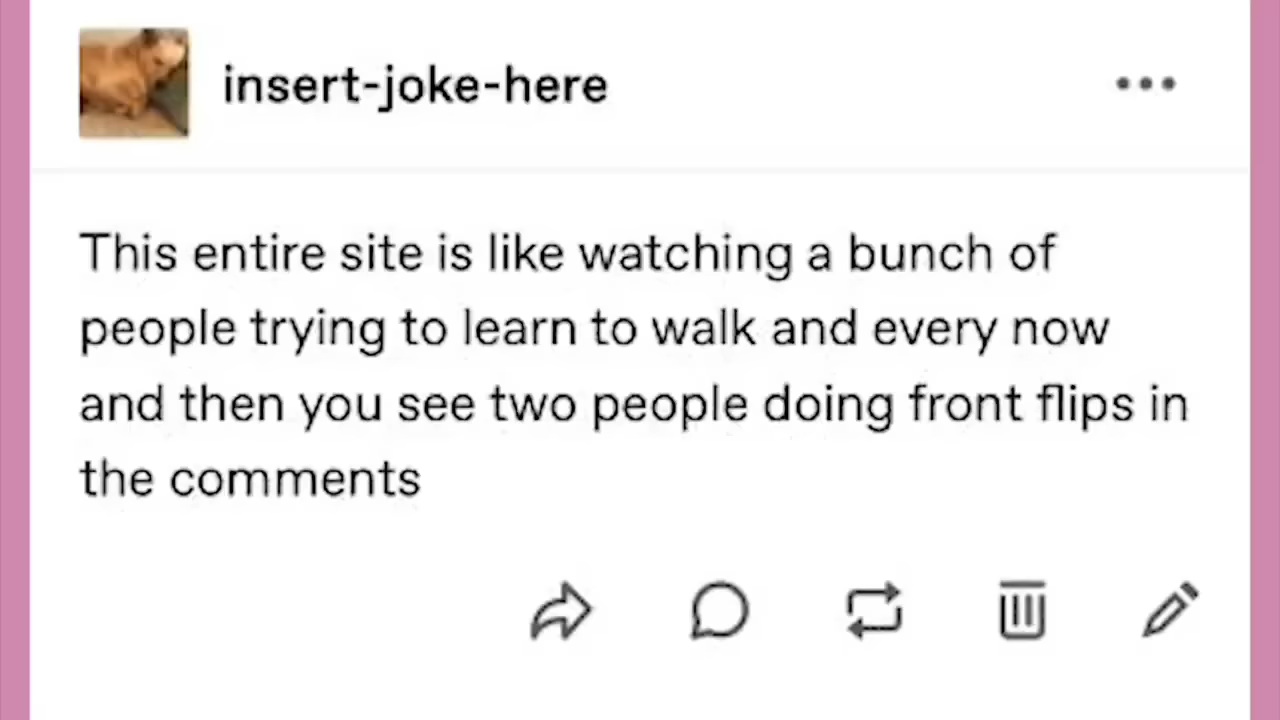 insert-joke-here
This entire site is like watching a bunch of
people trying to learn to walk and every now
and then you see two people doing front flips in
the comments